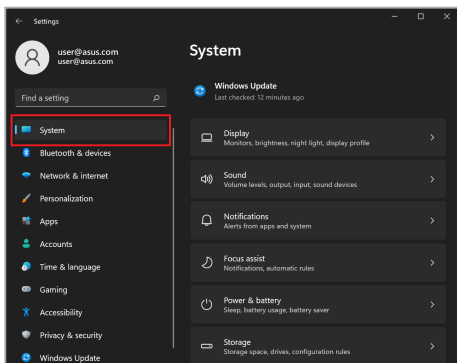 Settings
user@asus.com
user@asus.com
Find a setting
System
Bluetooth & devices
Network & internet
Personalization
Apps
Accounts
Time & language
Gaming
Accessibility
Privacy & security
Windows Update
System
Windows Update
Last checked: 12 minutes ago
Display
Monitors, brightness, night light, display profile
Sound
Volume levels, output, input, sound devices
Notifications
Alerts from apps and system
Focus assist
Notifications, automatic rules
Power & battery
Sleep, battery usage, battery saver
Storage
Storage space, drives, configuration rules